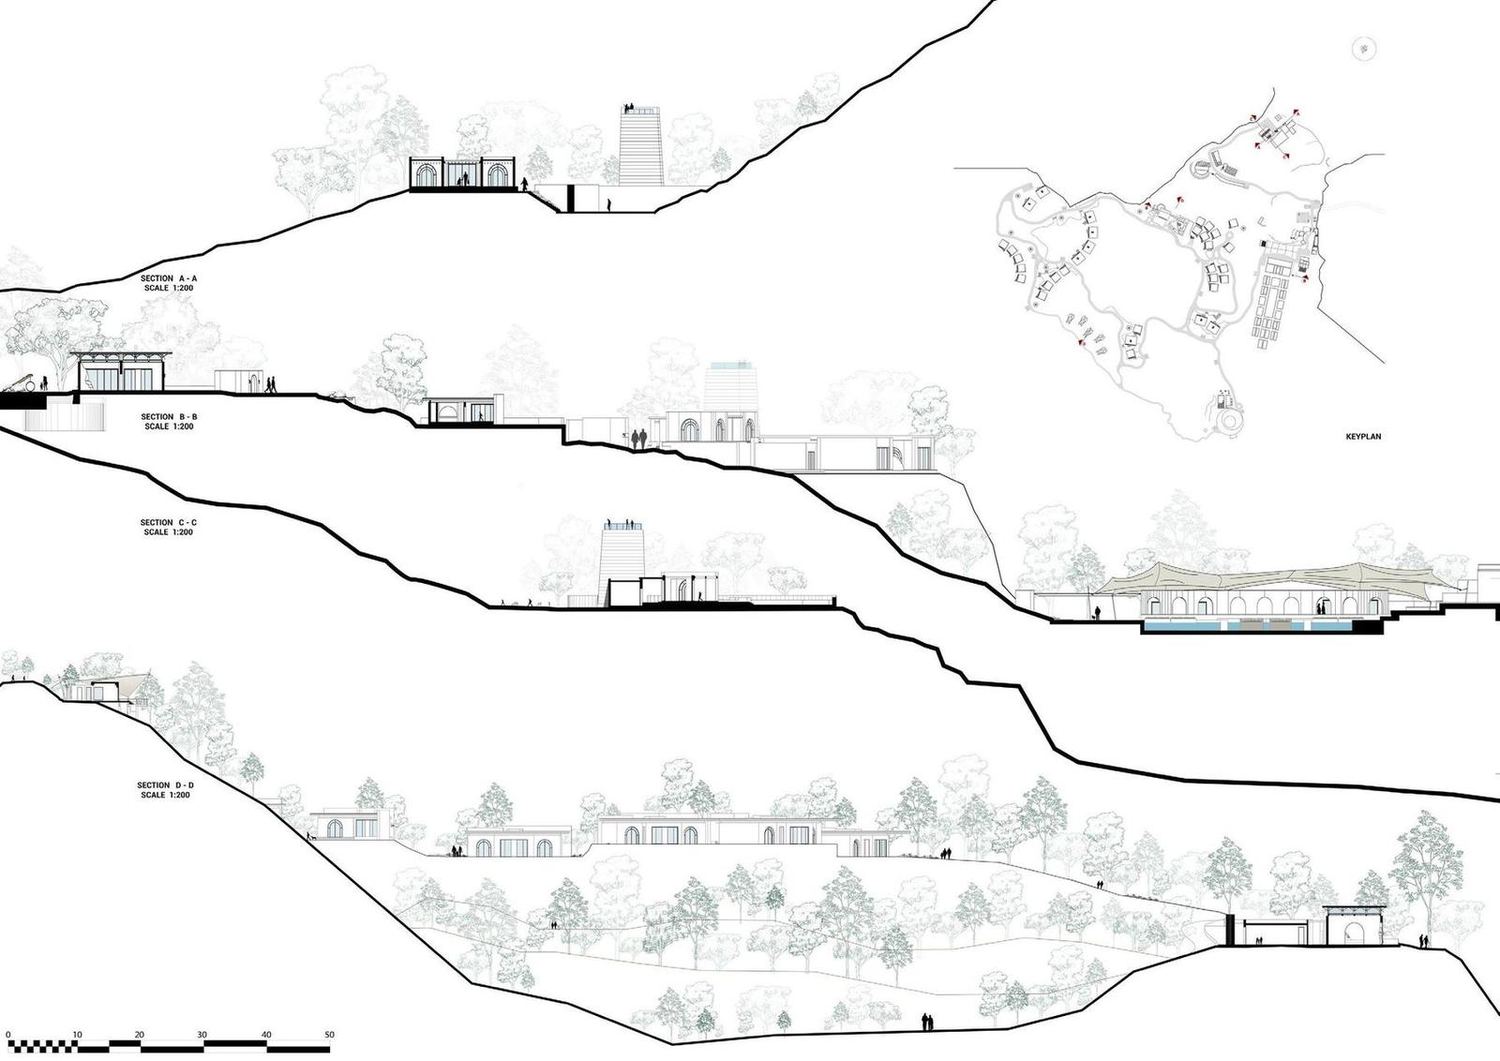 SECTION A - A
SCALE 1:200
SECTION B - B
SCALE 1:200
KEYPLAN
SECTION C - C
SCALE 1:200
SECTION D - D
SCALE 1:200
0 10 20 30 40 50